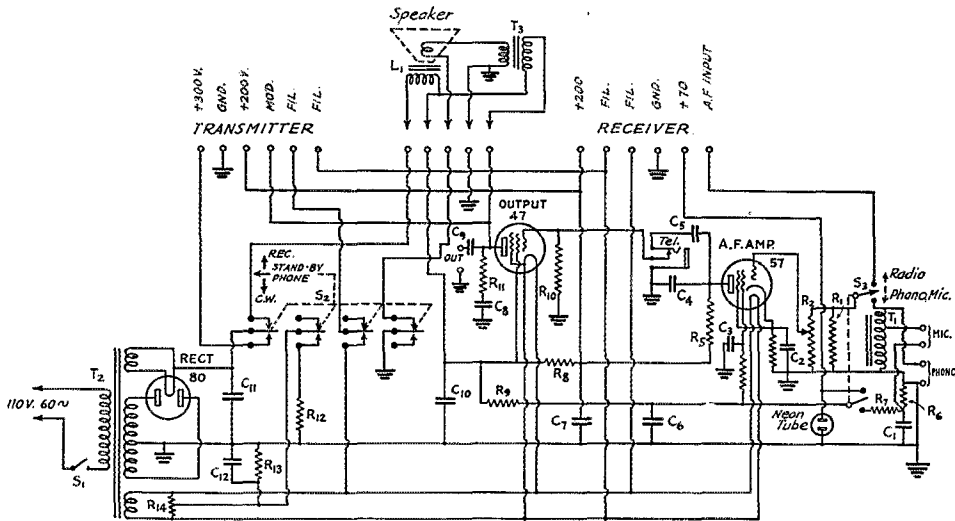 Speaker
T3
L1
+300V.
GND.
+200V.
MOD.
FIL.
FIL.
TRANSMITTER
+200
FIL.
FIL.
GND
+70
A.F INPUT
RECEIVER
OUTPUT
47
C9
OUT
R11
C8
R10
C5
Tel.
C4
A.F. AMP.
57
S3
Radio
Phono, Mic.
REC.
STAND-BY
PHONE
C.W.
S2
R2
R1
T1
MIC.
PHONO
R5
C3
C2
RECT
80
T2
110V. 60~
S1
C11
R12
C10
R9
R8
C7
C6
Neon
Tube
R7
R6
C1
C12
R13
R14